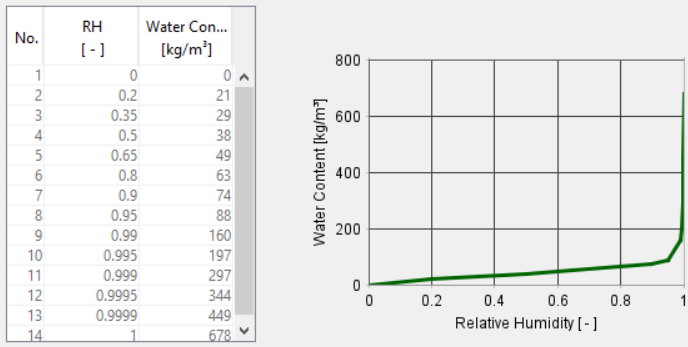 No. RH Water Con...
[ - ] [kg/m³]
1 0 0
2 0.2 21
3 0.35 29
4 0.5 38
5 0.65 49
6 0.8 63
7 0.9 74
8 0.95 88
9 0.99 160
10 0.995 197
11 0.999 297
12 0.9995 344
13 0.9999 449
14 1 678
Water Content [kg/m³]
800
600
400
200
0
0 0.2 0.4 0.6 0.8 1
Relative Humidity [ - ]